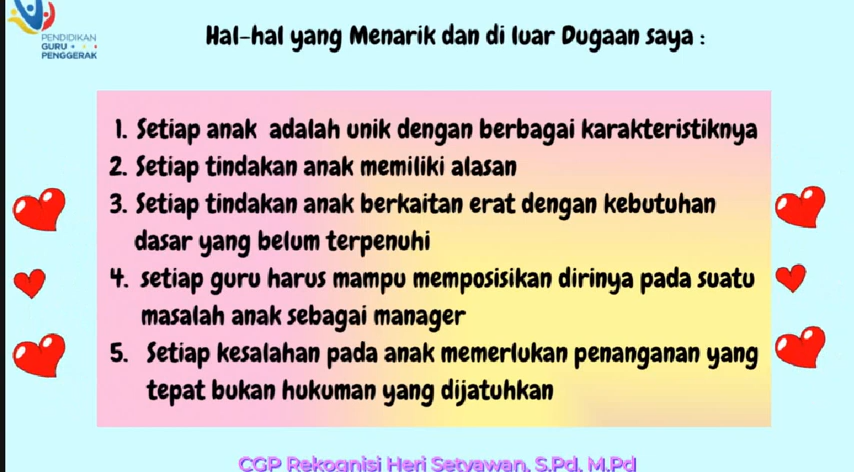 PENDIDIKAN
GURU
PENGGERAK
Hal-hal yang Menarik dan di luar Dugaan saya :
1. Setiap anak adalah unik dengan berbagai karakteristiknya
2. Setiap tindakan anak memiliki alasan
3. Setiap tindakan anak berkaitan erat dengan kebutuhan
dasar yang belum terpenuhi
4. setiap guru harus mampu memposisikan dirinya pada suatu
masalah anak sebagai manager
5. Setiap kesalahan pada anak memerlukan penanganan yang
tepat bukan hukuman yang dijatuhkan
CGP Rekognisi Heri Setyawan, S.Pd, M.Pd